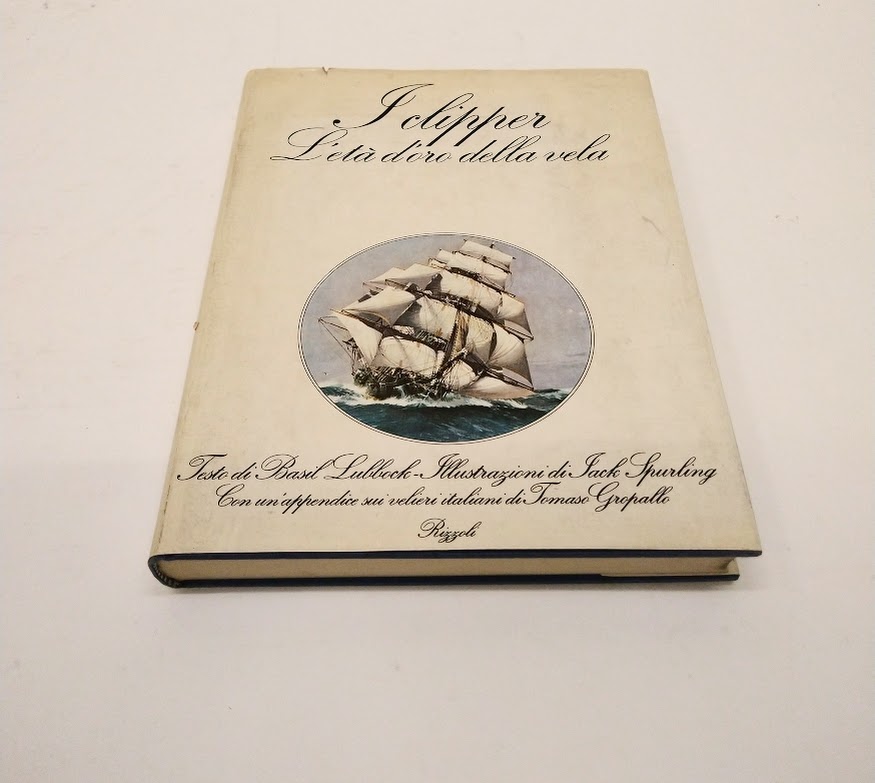 I clipper
L'età d'oro della vela
Testo di Basil Lubbock - Illustrazioni di Jack Spurling
Con un'appendice sui velieri italiani di Tomaso Gropallo
Rizzoli